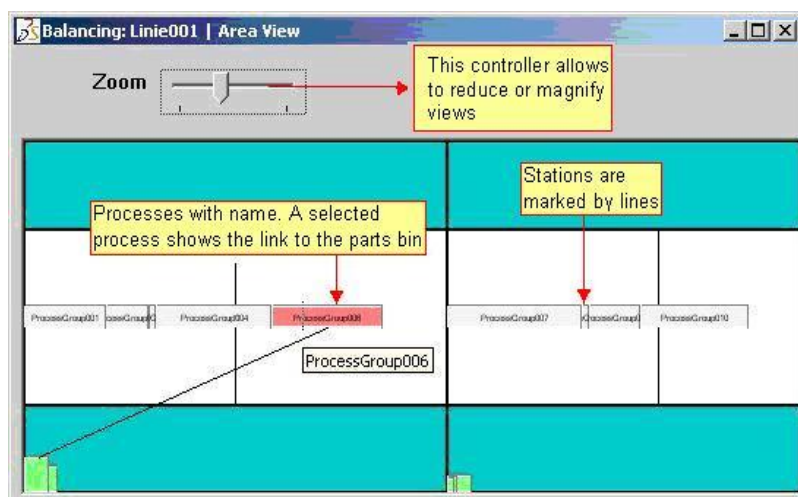 Balancing: Linie001 | Area View
Zoom
This controller allows
to reduce or magnify
views
Stations are
marked by lines
Processes with name. A selected
process shows the link to the parts bin
ProcessGroup001
ProcessGroup004
ProcessGroup006
ProcessGroup007
ProcessGroup010
ProcessGroup006